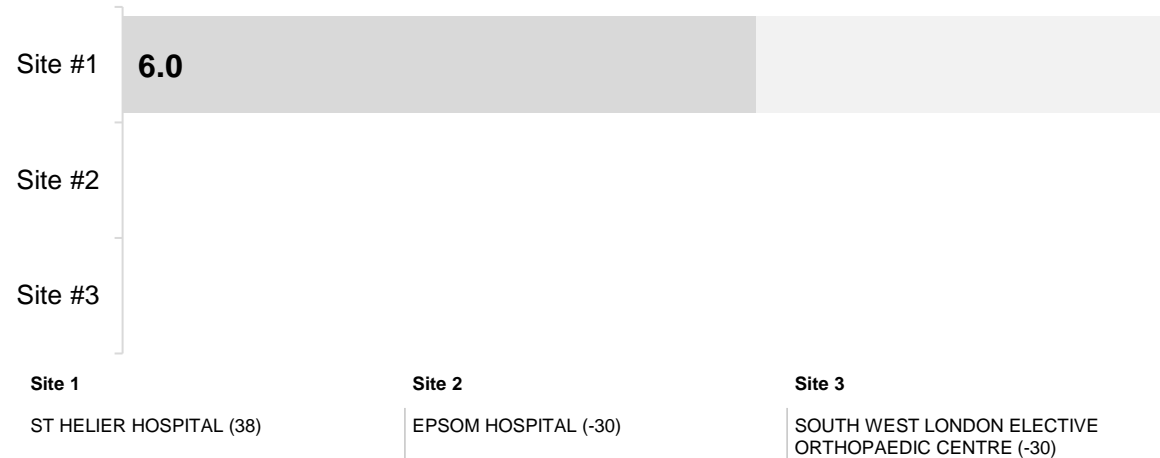 Site #1
6.0
Site #2
Site #3
Site 1
Site 2
Site 3
ST HELIER HOSPITAL (38)
EPSOM HOSPITAL (-30)
SOUTH WEST LONDON ELECTIVE
ORTHOPAEDIC CENTRE (-30)